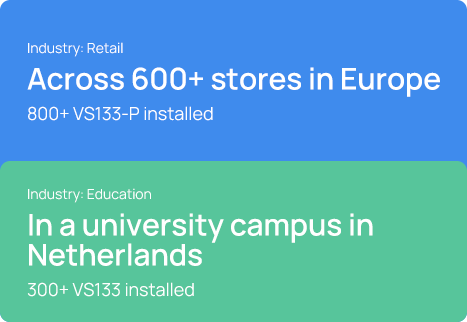 Industry: Retail
Across 600+ stores in Europe
800+ VS133-P installed
Industry: Education
In a university campus in
Netherlands
300+ VS133 installed